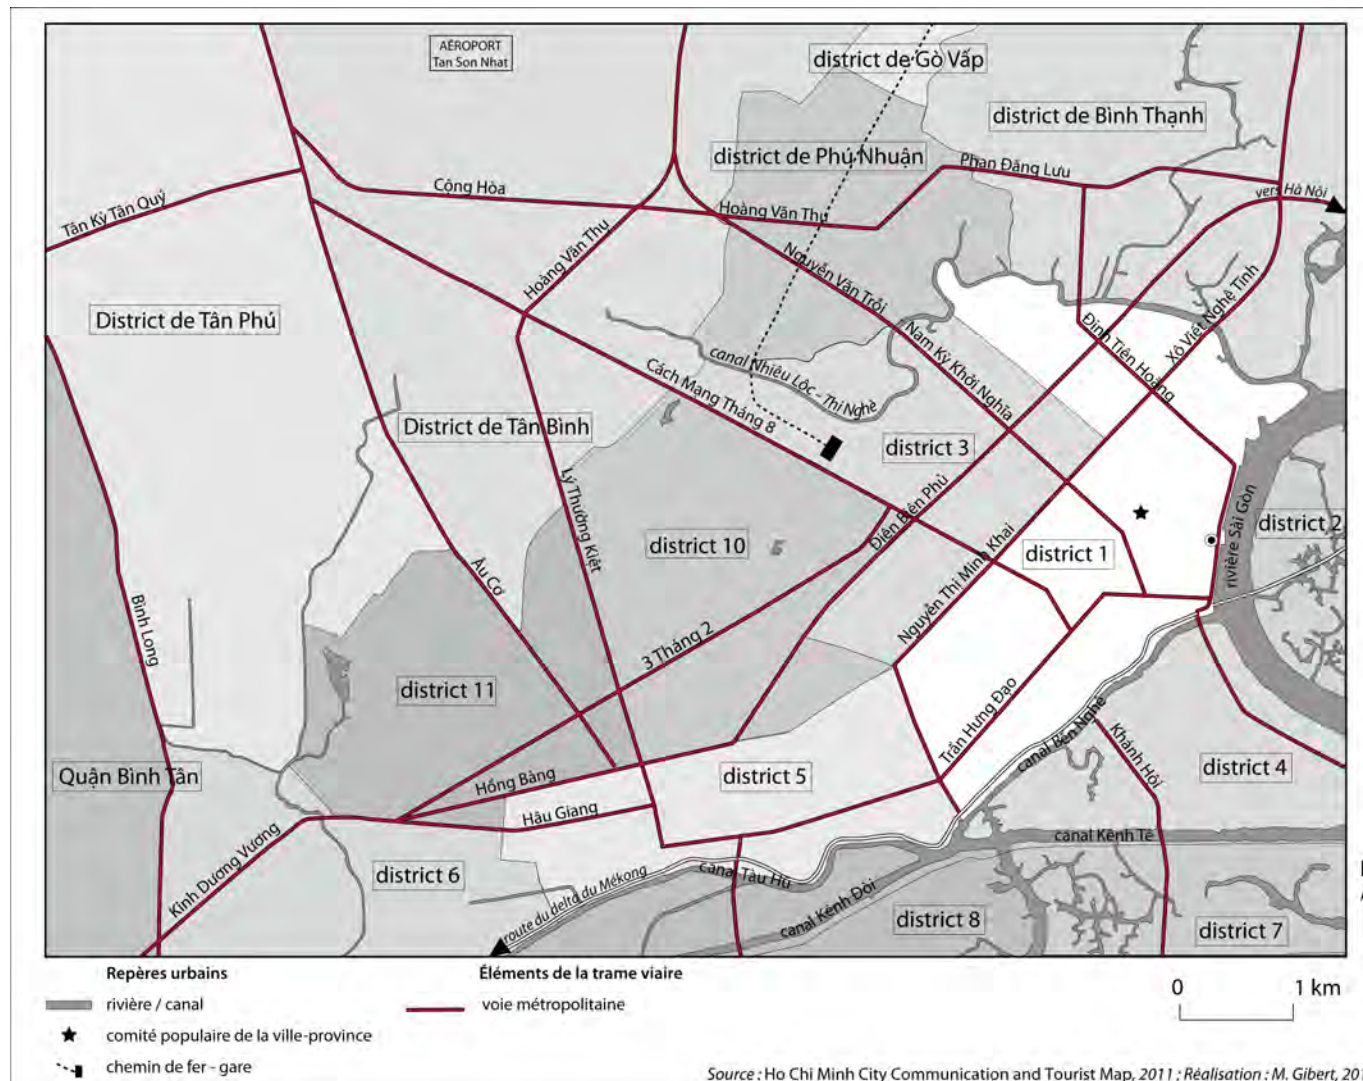 AÉROPORT
Tan Son Nhat
district de Gò Vấp
district de Bình Thạnh
district de Phú Nhuận
Phan Đăng Lưu
vers Hà Nội
Cộng Hòa
Tân Kỳ Tân Quý
Hoàng Văn Thụ
Hoàng Văn Thụ
Nguyễn Văn Trỗi
District de Tân Phú
canal Nhiêu Lộc - Thi Nghè
Nam Kỳ Khởi Nghĩa
Đinh Tiên Hoàng
Xô Viết Nghệ Tĩnh
Cách Mạng Tháng 8
District de Tân Bình
district 3
Lý Thường Kiệt
Điện Biên Phủ
district 10
district 1
district 2
rivière Sài Gòn
Nguyễn Thị Minh Khai
Âu Cơ
Bình Long
3 Tháng 2
district 11
Trần Hưng Đạo
canal Bến Nghé
Khánh Hội
Quận Bình Tân
Hồng Bàng
district 5
district 4
Hậu Giang
canal Kênh Tẻ
Kinh Dương Vương
district 6
canal Tàu Hủ
route du delta du Mékong
canal Kênh Đôi
district 8
district 7
Repères urbains
Éléments de la trame viaire
rivière / canal
voie métropolitaine
0 1 km
comité populaire de la ville-province
chemin de fer - gare
Source : Ho Chi Minh City Communication and Tourist Map, 2011 ; Réalisation : M. Gibert, 201